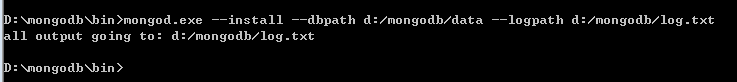 D:\mongodb\bin>mongod.exe --install --dbpath d:/mongodb/data --logpath d:/mongodb/log.txt
all output going to: d:/mongodb/log.txt
D:\mongodb\bin>